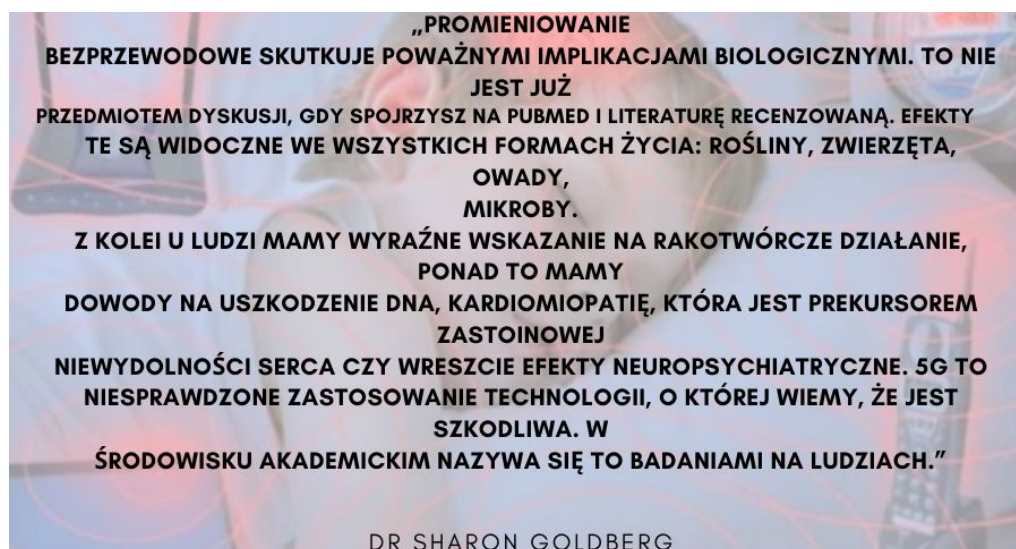 „PROMIENIOWANIE
BEZPRZEWODOWE SKUTKUJE POWAŻNYMI IMPLIKACJAMI BIOLOGICZNYMI. TO NIE
JEST JUŻ
PRZEDMIOTEM DYSKUSJI, GDY SPOJRZYSZ NA PUBMED I LITERATURĘ RECENZOWANĄ. EFEKTY
TE SĄ WIDOCZNE WE WSZYSTKICH FORMACH ŻYCIA: ROŚLINY, ZWIERZĘTA,
OWADY,
MIKROBY.
Z KOLEI U LUDZI MAMY WYRAŹNE WSKAZANIE NA RAKOTWÓRCZE DZIAŁANIE,
PONAD TO MAMY
DOWODY NA USZKODZENIE DNA, KARDIOMIOPATIĘ, KTÓRA JEST PREKURSOREM
ZASTOINOWEJ
NIEWYDOLNOŚCI SERCA CZY WRESZCIE EFEKTY NEUROPSYCHIATRYCZNE. 5G TO
NIESPRAWDZONE ZASTOSOWANIE TECHNOLOGII, O KTÓREJ WIEMY, ŻE JEST
SZKODLIWA. W
ŚRODOWISKU AKADEMICKIM NAZYWA SIĘ TO BADANIAMI NA LUDZIACH.”
DR SHARON GOLDBERG